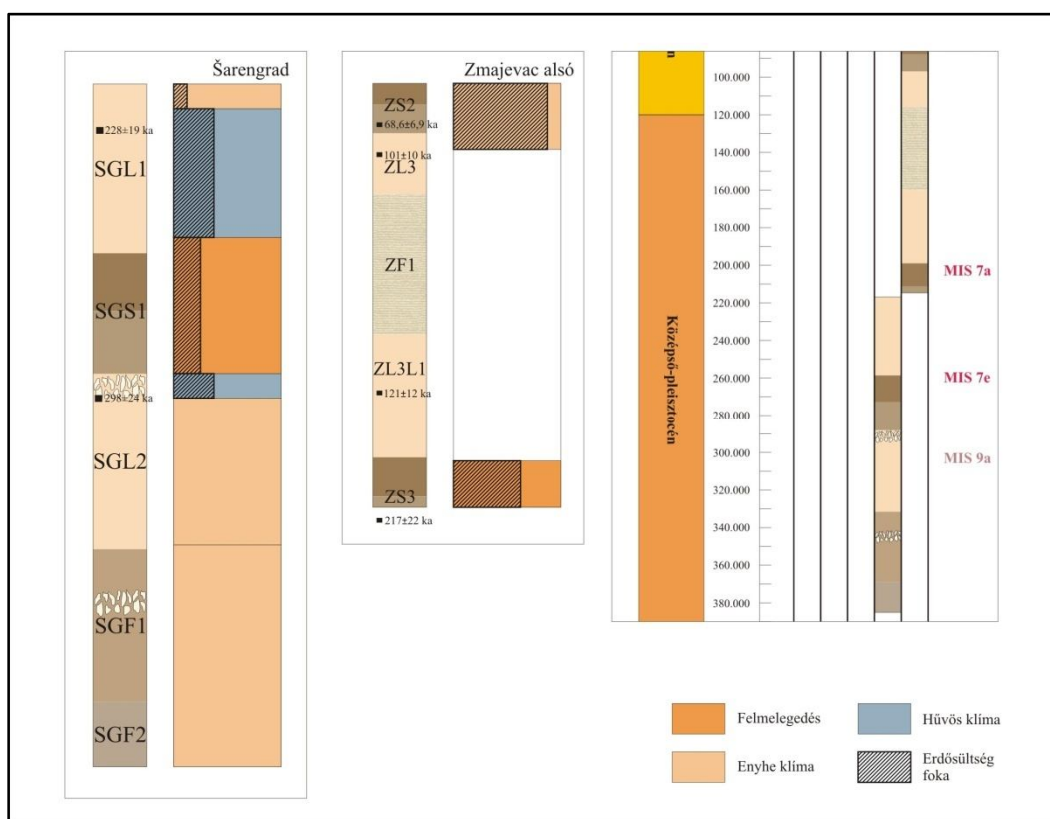 Šarengrad
228±19 ka
SGL1
SGS1
298±24 ka
SGL2
SGF1
SGF2
Zmajevac alsó
ZS2
68,6±6,9 ka
101±10 ka
ZL3
ZF1
ZL3L1
121±12 ka
ZS3
217±22 ka
Középső-pleisztocén
100.000
120.000
140.000
160.000
180.000
200.000
220.000
240.000
260.000
280.000
300.000
320.000
340.000
360.000
380.000
MIS 7a
MIS 7e
MIS 9a
Felmelegedés
Hűvös klíma
Enyhe klíma
Erdősültség
foka